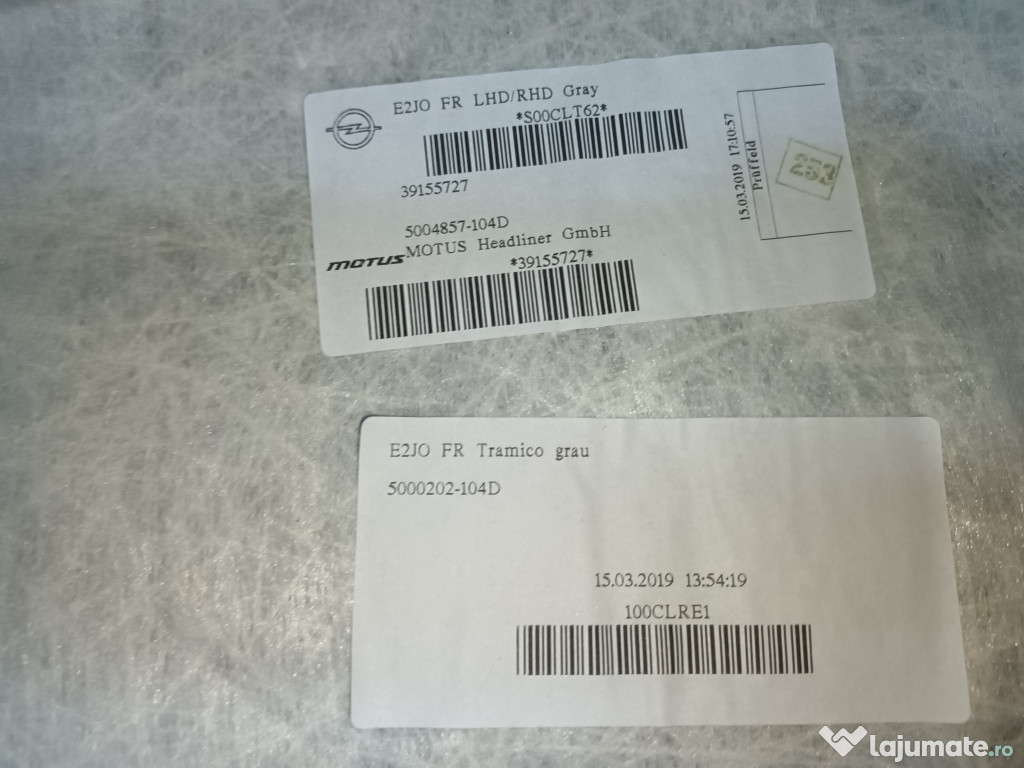 E2JO FR LHD/RHD Gray
*S00CLT62*
39155727
5004857-104D
MOTUS MOTUS Headliner GmbH
*39155727*
15.03.2019 17:10:57
Prüffeld
253
E2JO FR Tramico grau
5000202-104D
15.03.2019 13:54:19
100CLRE1
lajumate.ro